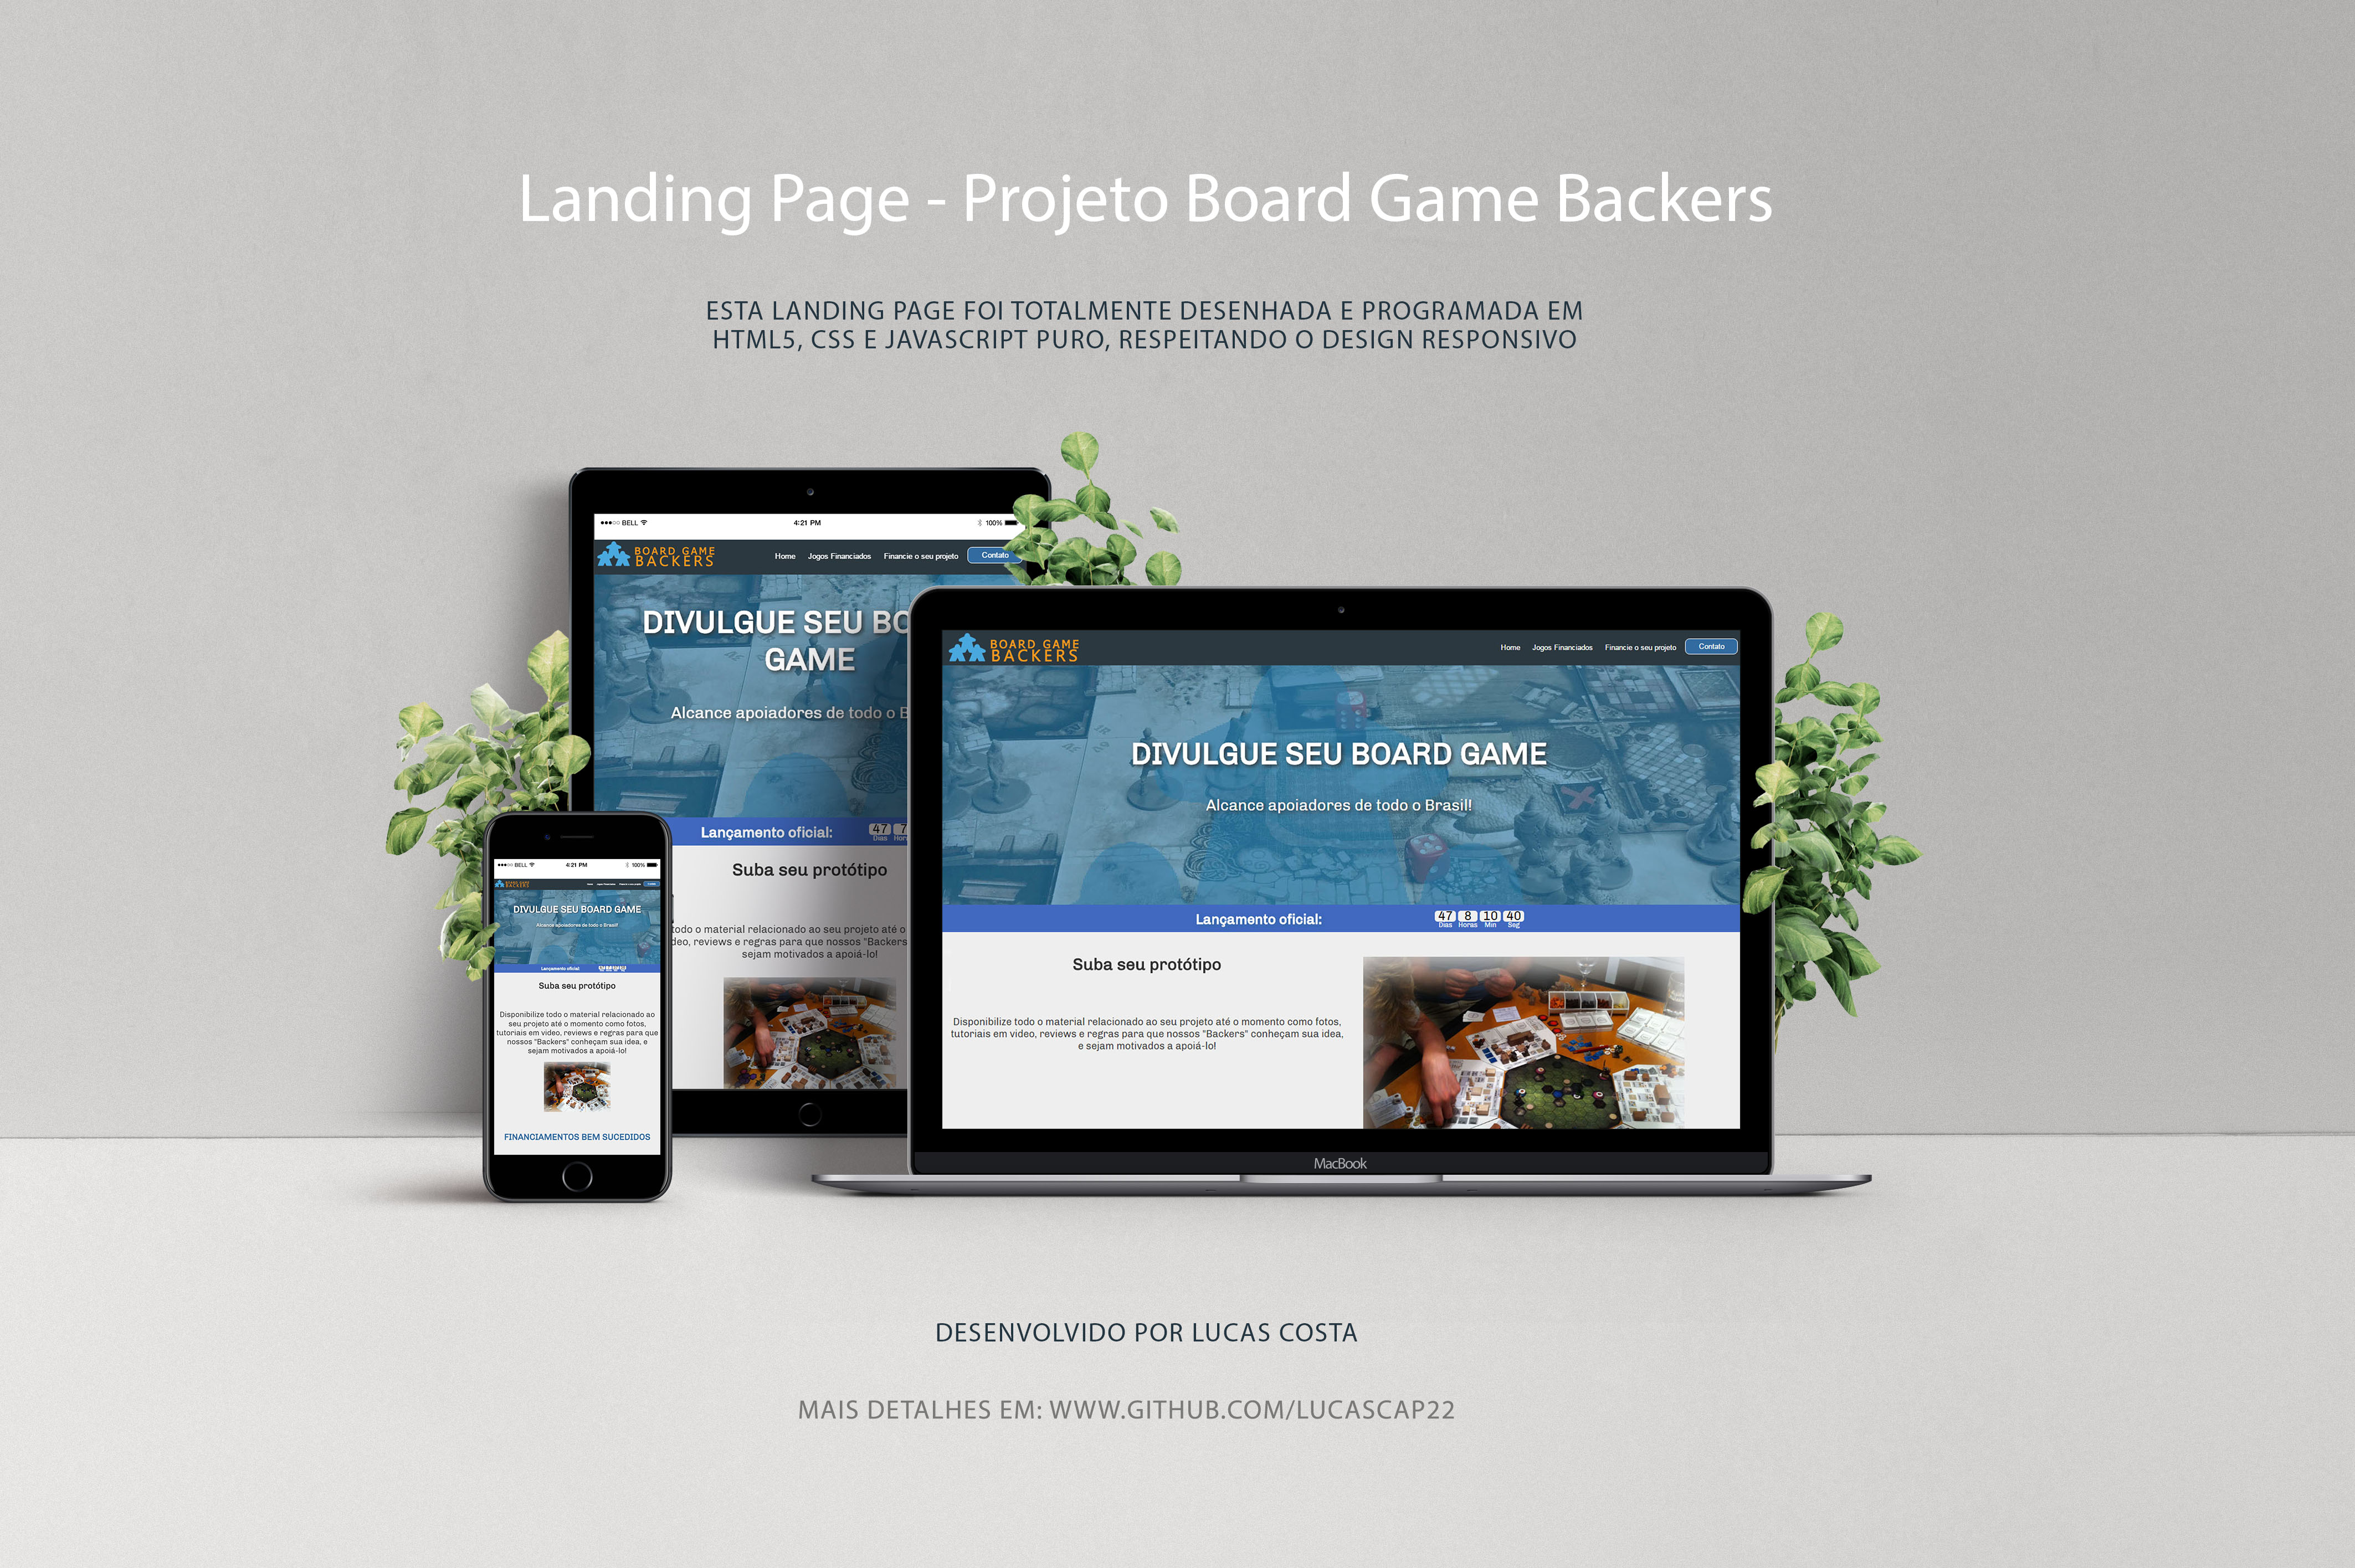 Landing Page - Projeto Board Game Backers
ESTA LANDING PAGE FOI TOTALMENTE DESENHADA E PROGRAMADA EM
HTML5, CSS E JAVASCRIPT PURO, RESPEITANDO O DESIGN RESPONSIVO
BELL 4:21 PM 100%
BOARD GAME
BACKERS
Home Jogos Financiados Financie o seu projeto Contato
DIVULGUE SEU BO
GAME
Alcance apoiadores de todo o B
Lançamento oficial: 47 7
Dias Hora
Suba seu protótipo
todo o material relacionado ao seu projeto até o
deo, reviews e regras para que nossos "Backers
sejam motivados a apoiá-lo!
BOARD GAME
BACKERS
Home Jogos Financiados Financie o seu projeto Contato
DIVULGUE SEU BOARD GAME
Alcance apoiadores de todo o Brasil!
Lançamento oficial: 47 8 10 40
Dias Horas Min Seg
Suba seu protótipo
Disponibilize todo o material relacionado ao seu projeto até o momento como fotos,
tutoriais em video, reviews e regras para que nossos "Backers" conheçam sua idea,
e sejam motivados a apoiá-lo!
MacBook
BELL 4:21 PM 100%
BOARD GAME
BACKERS
DIVULGUE SEU BOARD GAME
Alcance apoiadores de todo o Brasil!
Lançamento oficial:
Suba seu protótipo
Disponibilize todo o material relacionado ao
seu projeto até o momento como fotos,
tutoriais em video, reviews e regras para que
nossos "Backers" conheçam sua idea, e
sejam motivados a apoiá-lo!
FINANCIAMENTOS BEM SUCEDIDOS
DESENVOLVIDO POR LUCAS COSTA
MAIS DETALHES EM: WWW.GITHUB.COM/LUCASCAP22